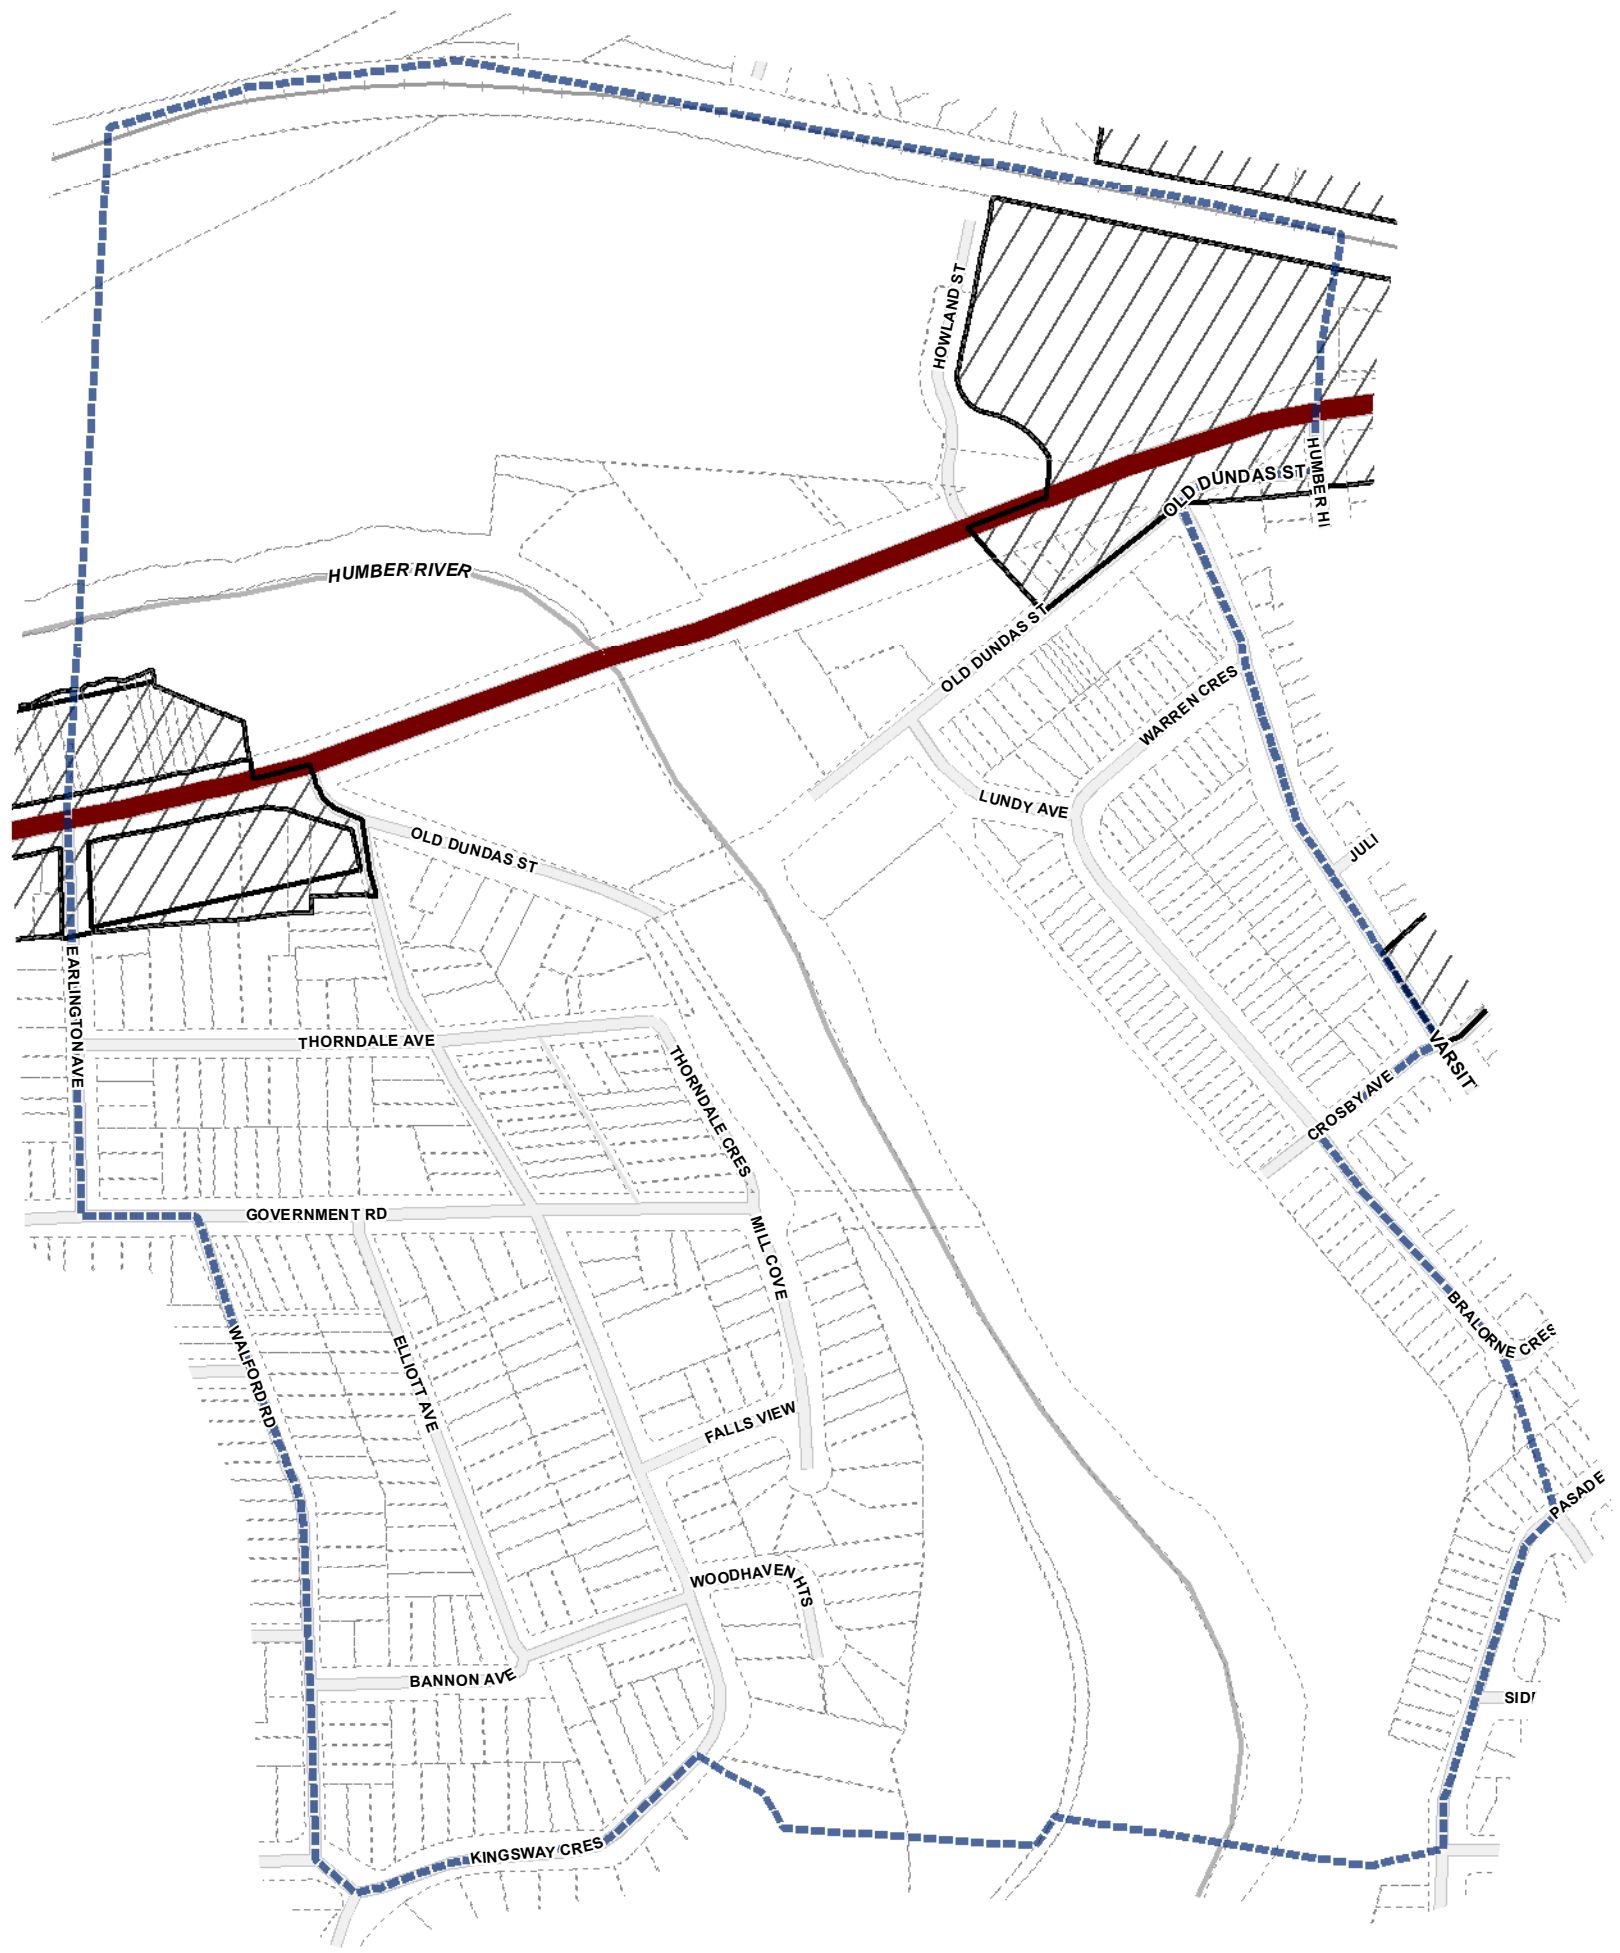 HOWLAND ST
OLD DUNDAS ST
HUMBER HI
HUMBER RIVER
OLD DUNDAS ST
WARREN CRES
LUNDY AVE
OLD DUNDAS ST
JULI
EARLINGTON AVE
THORNDALE AVE
THORNDALE CRES
VARSIT
CROSBY AVE
GOVERNMENT RD
MILL COVE
BRALORNE CRES
WALFORD RD
ELLIOTT AVE
FALLS VIEW
PASADE
WOODHAVEN HTS
BANNON AVE
SIDI
KINGSWAY CRES